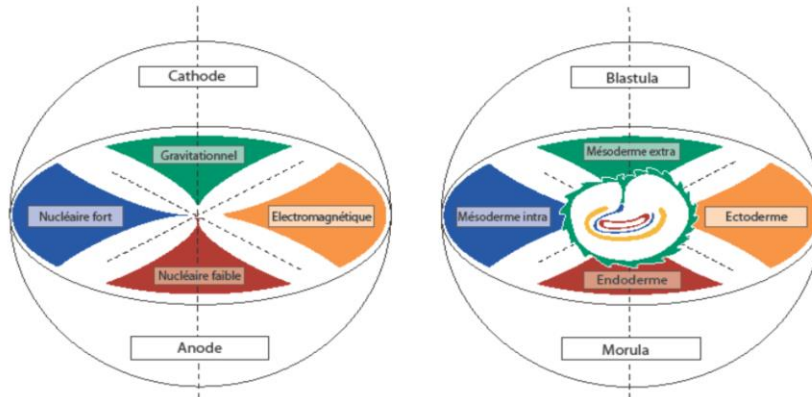 Cathode
Gravitationnel
Nucléaire fort
Electromagnétique
Nucléaire faible
Anode
Blastula
Mésoderme extra
Mésoderme intra
Ectoderme
Endoderme
Morula